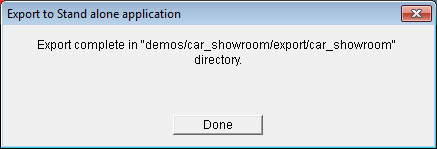 Export to Stand alone application
Export complete in "demos/car_showroom/export/car_showroom"
directory.
Done